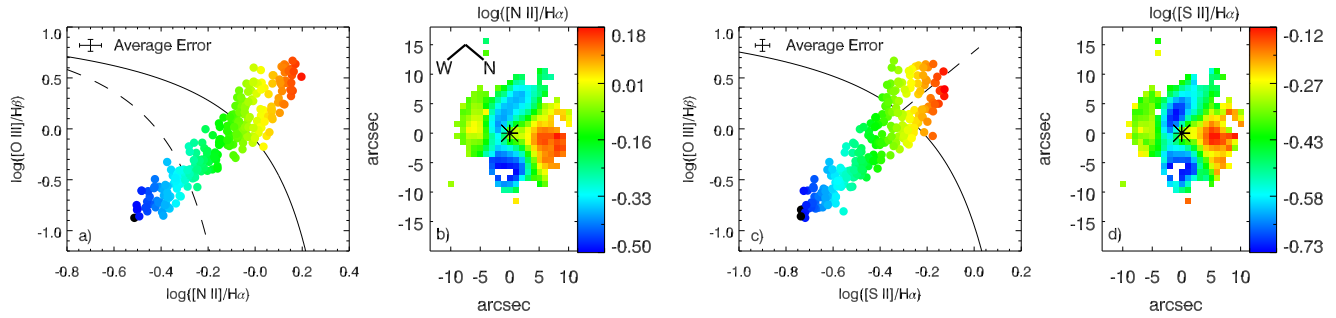 1.0
0.5
0.0
-0.5
-1.0
log([O III]/Hβ)
Average Error
a)
-0.8 -0.6 -0.4 -0.2 -0.0 0.2 0.4
log([N II]/Hα)
log([N II]/Hα)
15
10
5
0
-5
-10
-15
arcsec
W N
b)
-10 -5 0 5 10
arcsec
0.18
0.01
-0.16
-0.33
-0.50
1.0
0.5
0.0
-0.5
-1.0
log([O III]/Hβ)
Average Error
c)
-1.0 -0.8 -0.6 -0.4 -0.2 0.0 0.2
log([S II]/Hα)
log([S II]/Hα)
15
10
5
0
-5
-10
-15
arcsec
d)
-10 -5 0 5 10
arcsec
-0.12
-0.27
-0.43
-0.58
-0.73